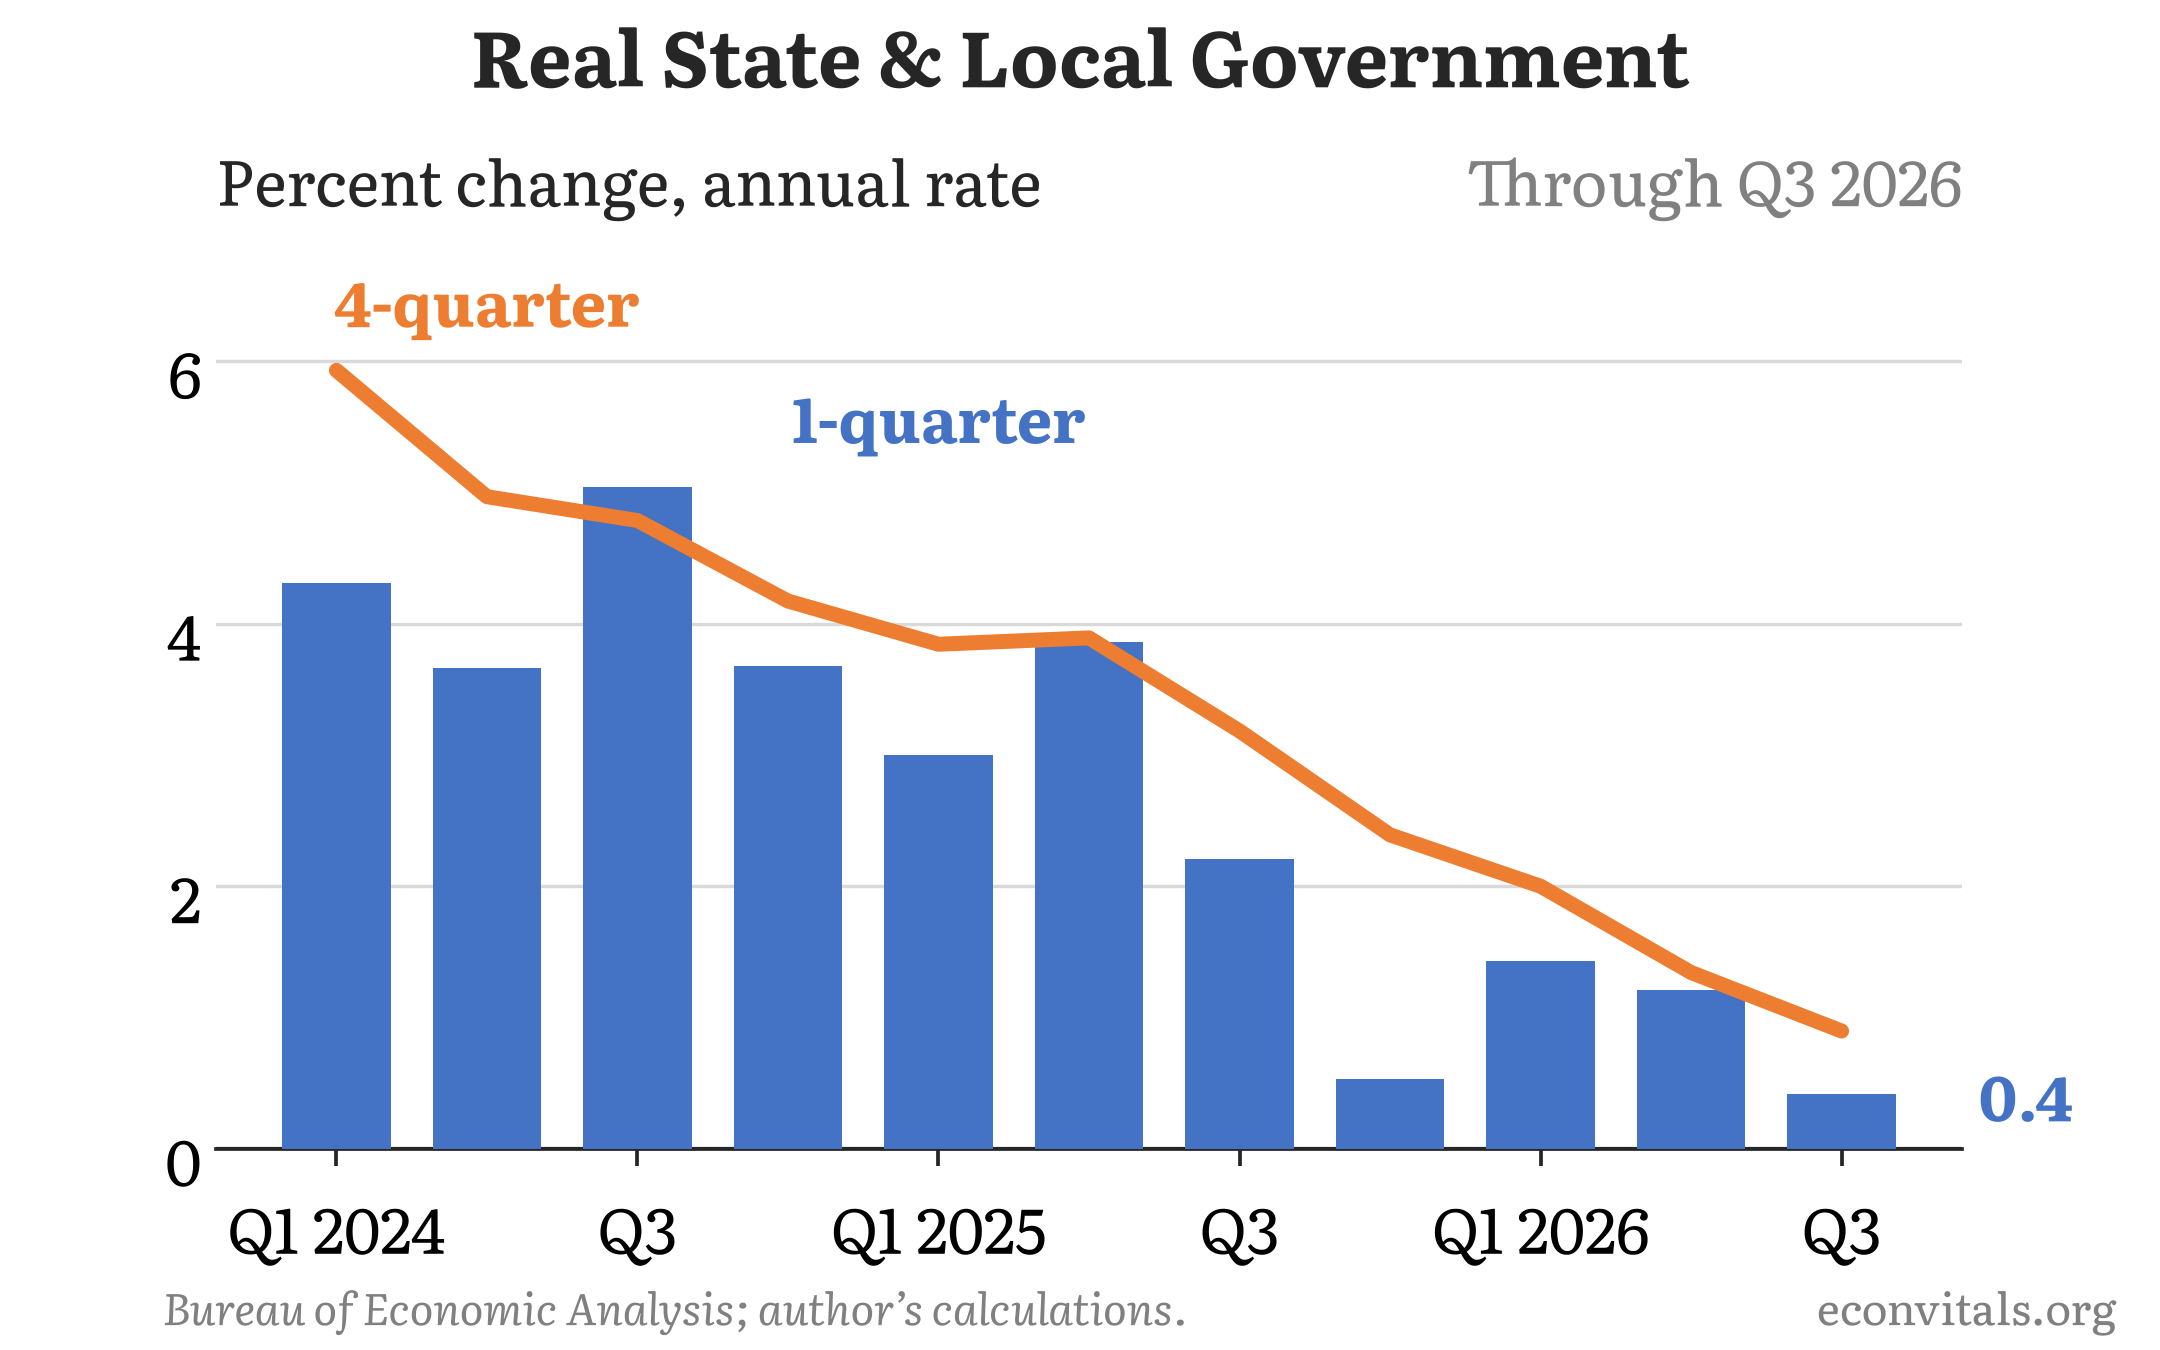 Real State & Local Government
Percent change, annual rate
Through Q3 2026
4-quarter
1-quarter
6
4
2
0
0.4
Q1 2024 Q3 Q1 2025 Q3 Q1 2026 Q3
Bureau of Economic Analysis; author’s calculations.
econvitals.org